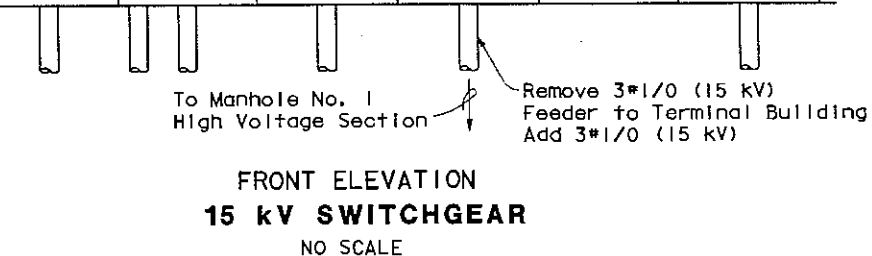 To Manhole No. 1
High Voltage Section
Remove 3#1/0 (15 kV)
Feeder to Terminal Building
Add 3#1/0 (15 kV)
FRONT ELEVATION
15 kV SWITCHGEAR
NO SCALE